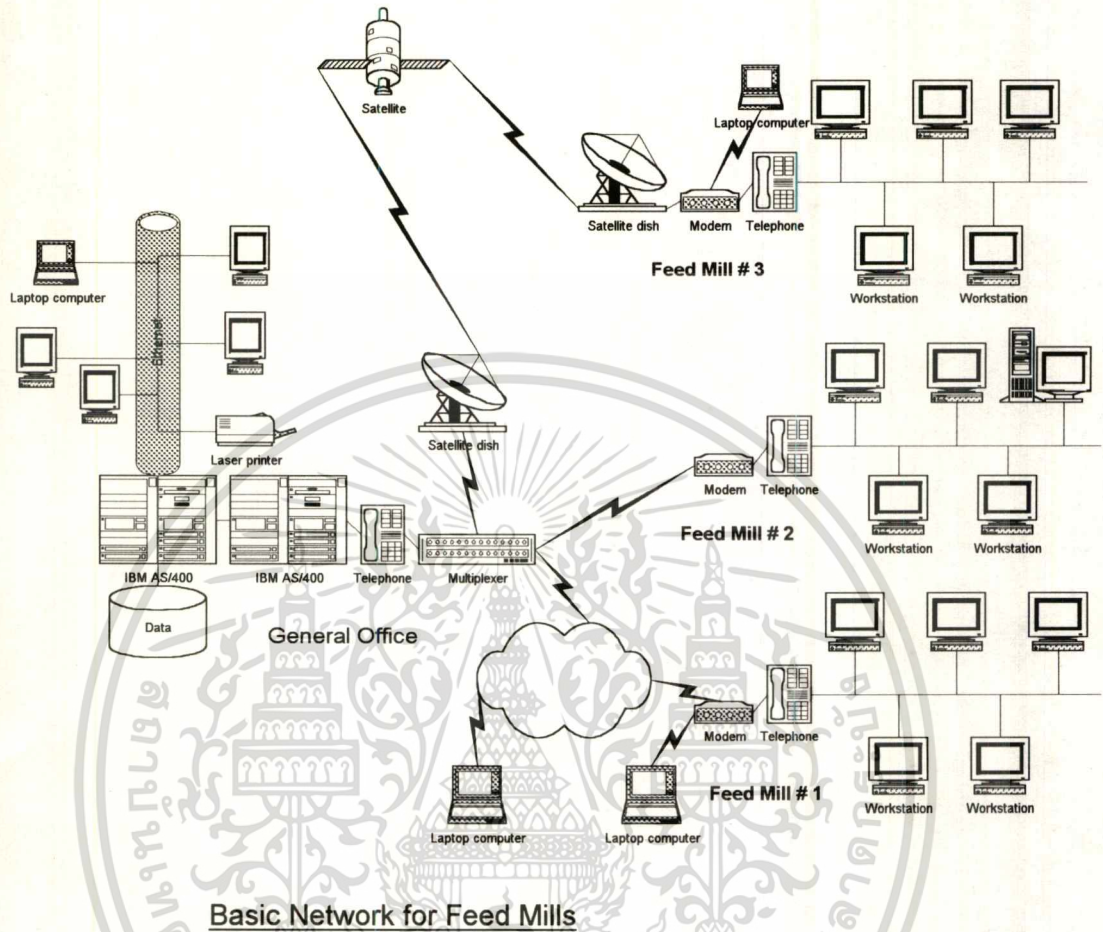 Satellite
Laptop computer
Satellite dish
Modem
Telephone
Feed Mill # 3
Workstation
Workstation
Laptop computer
Ethernet
Laser printer
Satellite dish
Modem
Telephone
Feed Mill # 2
Workstation
Workstation
IBM AS/400
IBM AS/400
Telephone
Multiplexer
Data
General Office
Modem
Telephone
Feed Mill # 1
Workstation
Workstation
Laptop computer
Laptop computer
Basic Network for Feed Mills